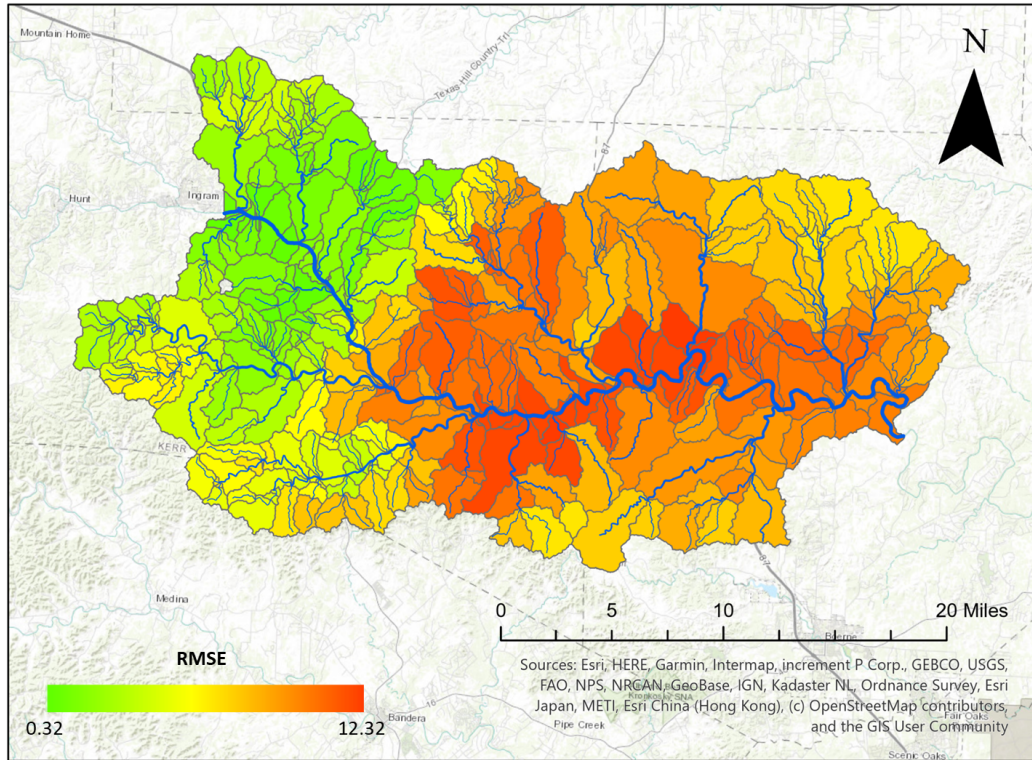 Mountain Home
N
Texas Hill Country-Trl
87
Hunt
Ingram
KERR
Medina
87
0 5 10 20 Miles
Boerne
RMSE
Sources: Esri, HERE, Garmin, Intermap, increment P Corp., GEBCO, USGS,
FAO, NPS, NRCAN, GeoBase, IGN, Kadaster NL, Ordnance Survey, Esri
Japan, METI, Esri China (Hong Kong), (c) OpenStreetMap contributors,
and the GIS User Community
0.32 12.32
Bandera
16
Pipe Creek
Fair Oaks
Scenic Oaks